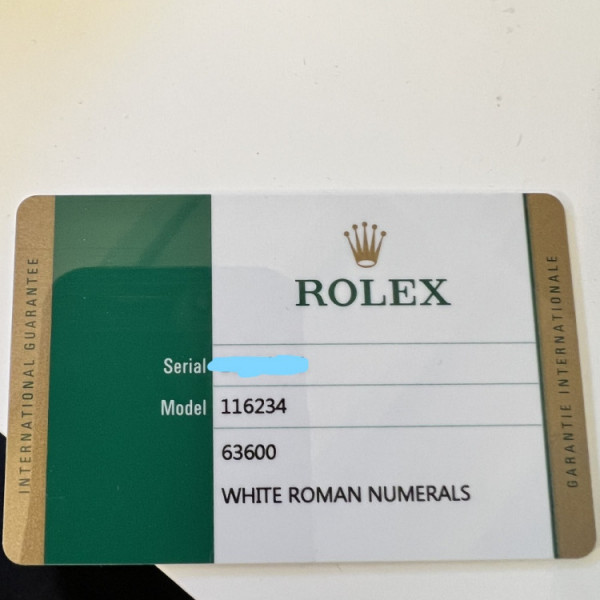 INTERNATIONAL GUARANTEE
ROLEX
Serial
Model 116234
63600
WHITE ROMAN NUMERALS
GARANTIE INTERNATIONALE